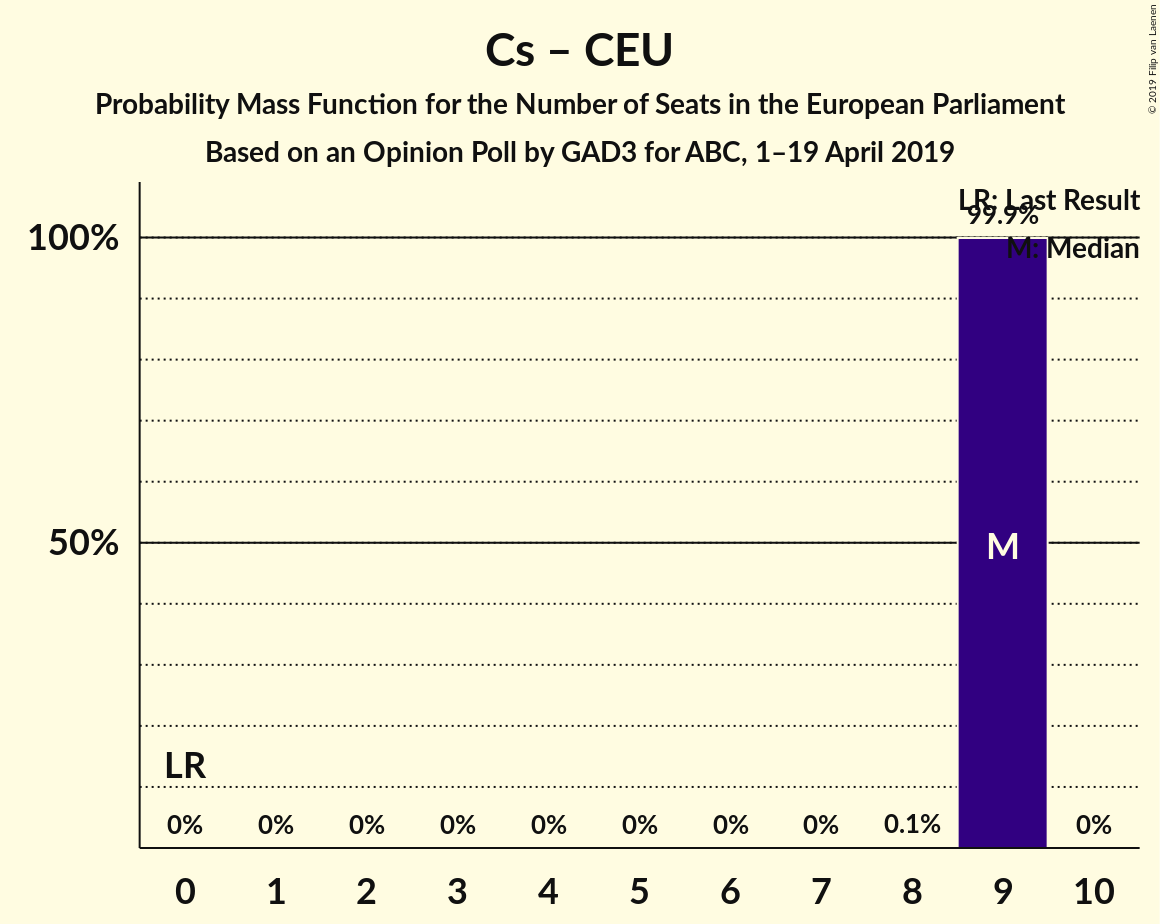 Cs – CEU
Probability Mass Function for the Number of Seats in the European Parliament
Based on an Opinion Poll by GAD3 for ABC, 1–19 April 2019
© 2019 Filip van Laenen
LR: Last Result
99.9%
M: Median
100%
50%
M
LR
0% 0% 0% 0% 0% 0% 0% 0% 0.1% 0%
0 1 2 3 4 5 6 7 8 9 10